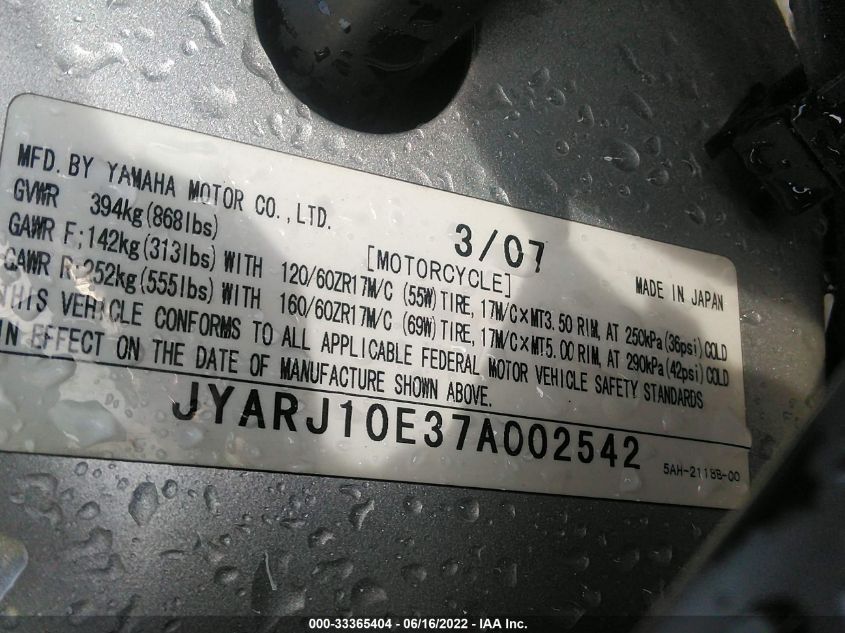 MFD. BY YAMAHA MOTOR CO., LTD. 3/07
GVWR 394kg(868lbs) [MOTORCYCLE] MADE IN JAPAN
GAWR F;142kg(313lbs) WITH 120/60ZR17M/C (55W) TIRE, 17M/C×MT3.50 RIM, AT 250kPa(36psi)COLD
GAWR R;252kg(555lbs) WITH 160/60ZR17M/C (69W) TIRE, 17M/C×MT5.00 RIM, AT 290kPa(42psi)COLD
THIS VEHICLE CONFORMS TO ALL APPLICABLE FEDERAL MOTOR VEHICLE SAFETY STANDARDS
IN EFFECT ON THE DATE OF MANUFACTURE SHOWN ABOVE.
JYARJ10E37A002542
5AH-2118B-00
000-33365404 - 06/16/2022 - IAA Inc.